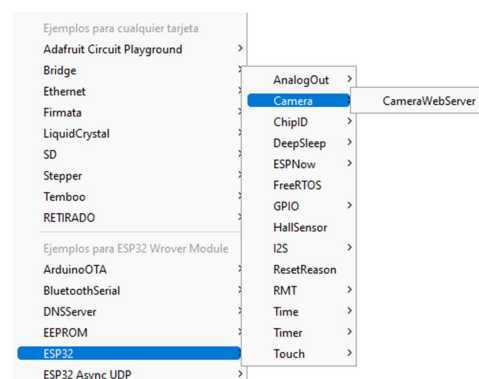 Ejemplos para cualquier tarjeta
Adafruit Circuit Playground
Bridge
Ethernet
Firmata
LiquidCrystal
SD
Stepper
Temboo
RETIRADO
Ejemplos para ESP32 Wrover Module
ArduinoOTA
BluetoothSerial
DNSServer
EEPROM
ESP32
ESP32 Async UDP
AnalogOut
Camera
ChipID
DeepSleep
ESPNow
FreeRTOS
GPIO
HallSensor
I2S
ResetReason
RMT
Time
Timer
Touch
CameraWebServer